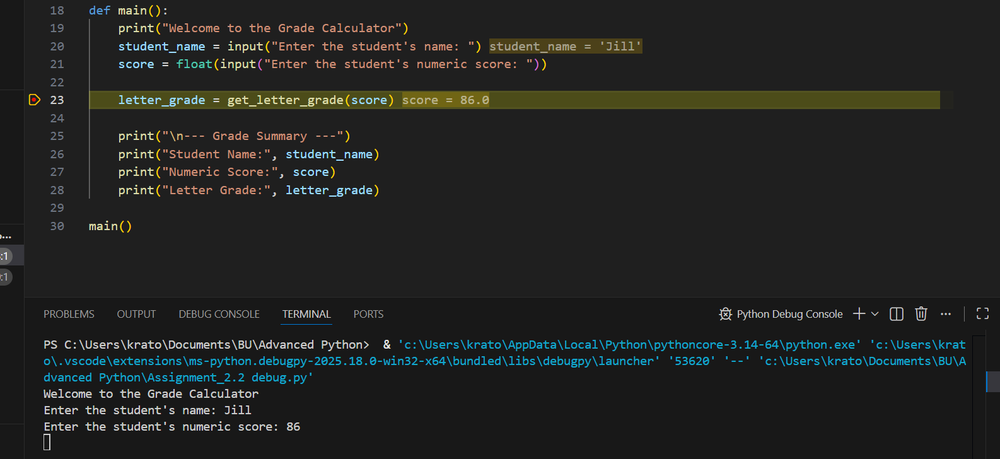 18 def main():
19     print("Welcome to the Grade Calculator")
20     student_name = input("Enter the student's name: ") student_name = 'Jill'
21     score = float(input("Enter the student's numeric score: "))
22
23     letter_grade = get_letter_grade(score) score = 86.0
24
25     print("\n--- Grade Summary ---")
26     print("Student Name:", student_name)
27     print("Numeric Score:", score)
28     print("Letter Grade:", letter_grade)
29
30 main()
...
:1
:1
PROBLEMS OUTPUT DEBUG CONSOLE TERMINAL PORTS Python Debug Console
PS C:\Users\krato\Documents\BU\Advanced Python>  & 'c:\Users\krato\AppData\Local\Python\pythoncore-3.14-64\python.exe' 'c:\Users\krat
o\.vscode\extensions\ms-python.debugpy-2025.18.0-win32-x64\bundled\libs\debugpy\launcher' '53620' '--' 'c:\Users\krato\Documents\BU\A
dvanced Python\Assignment_2.2 debug.py'
Welcome to the Grade Calculator
Enter the student's name: Jill
Enter the student's numeric score: 86